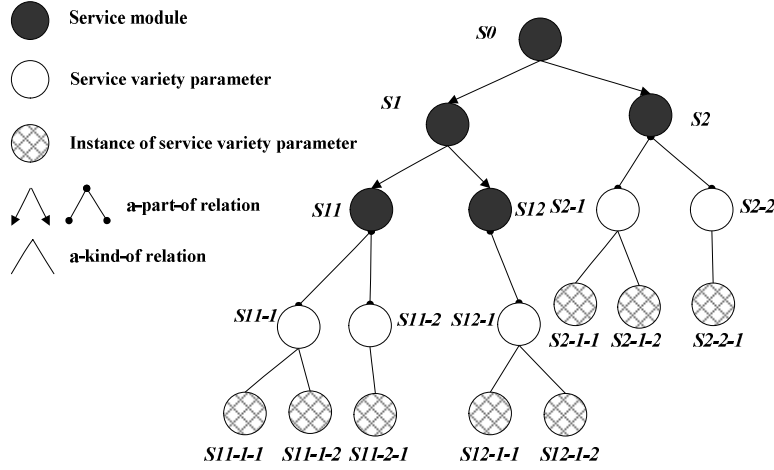 Service module
Service variety parameter
Instance of service variety parameter
a-part-of relation
a-kind-of relation
S0
S1
S2
S11
S12
S2-1
S2-2
S11-1
S11-2
S12-1
S2-1-1
S2-1-2
S2-2-1
S11-1-1
S11-1-2
S11-2-1
S12-1-1
S12-1-2